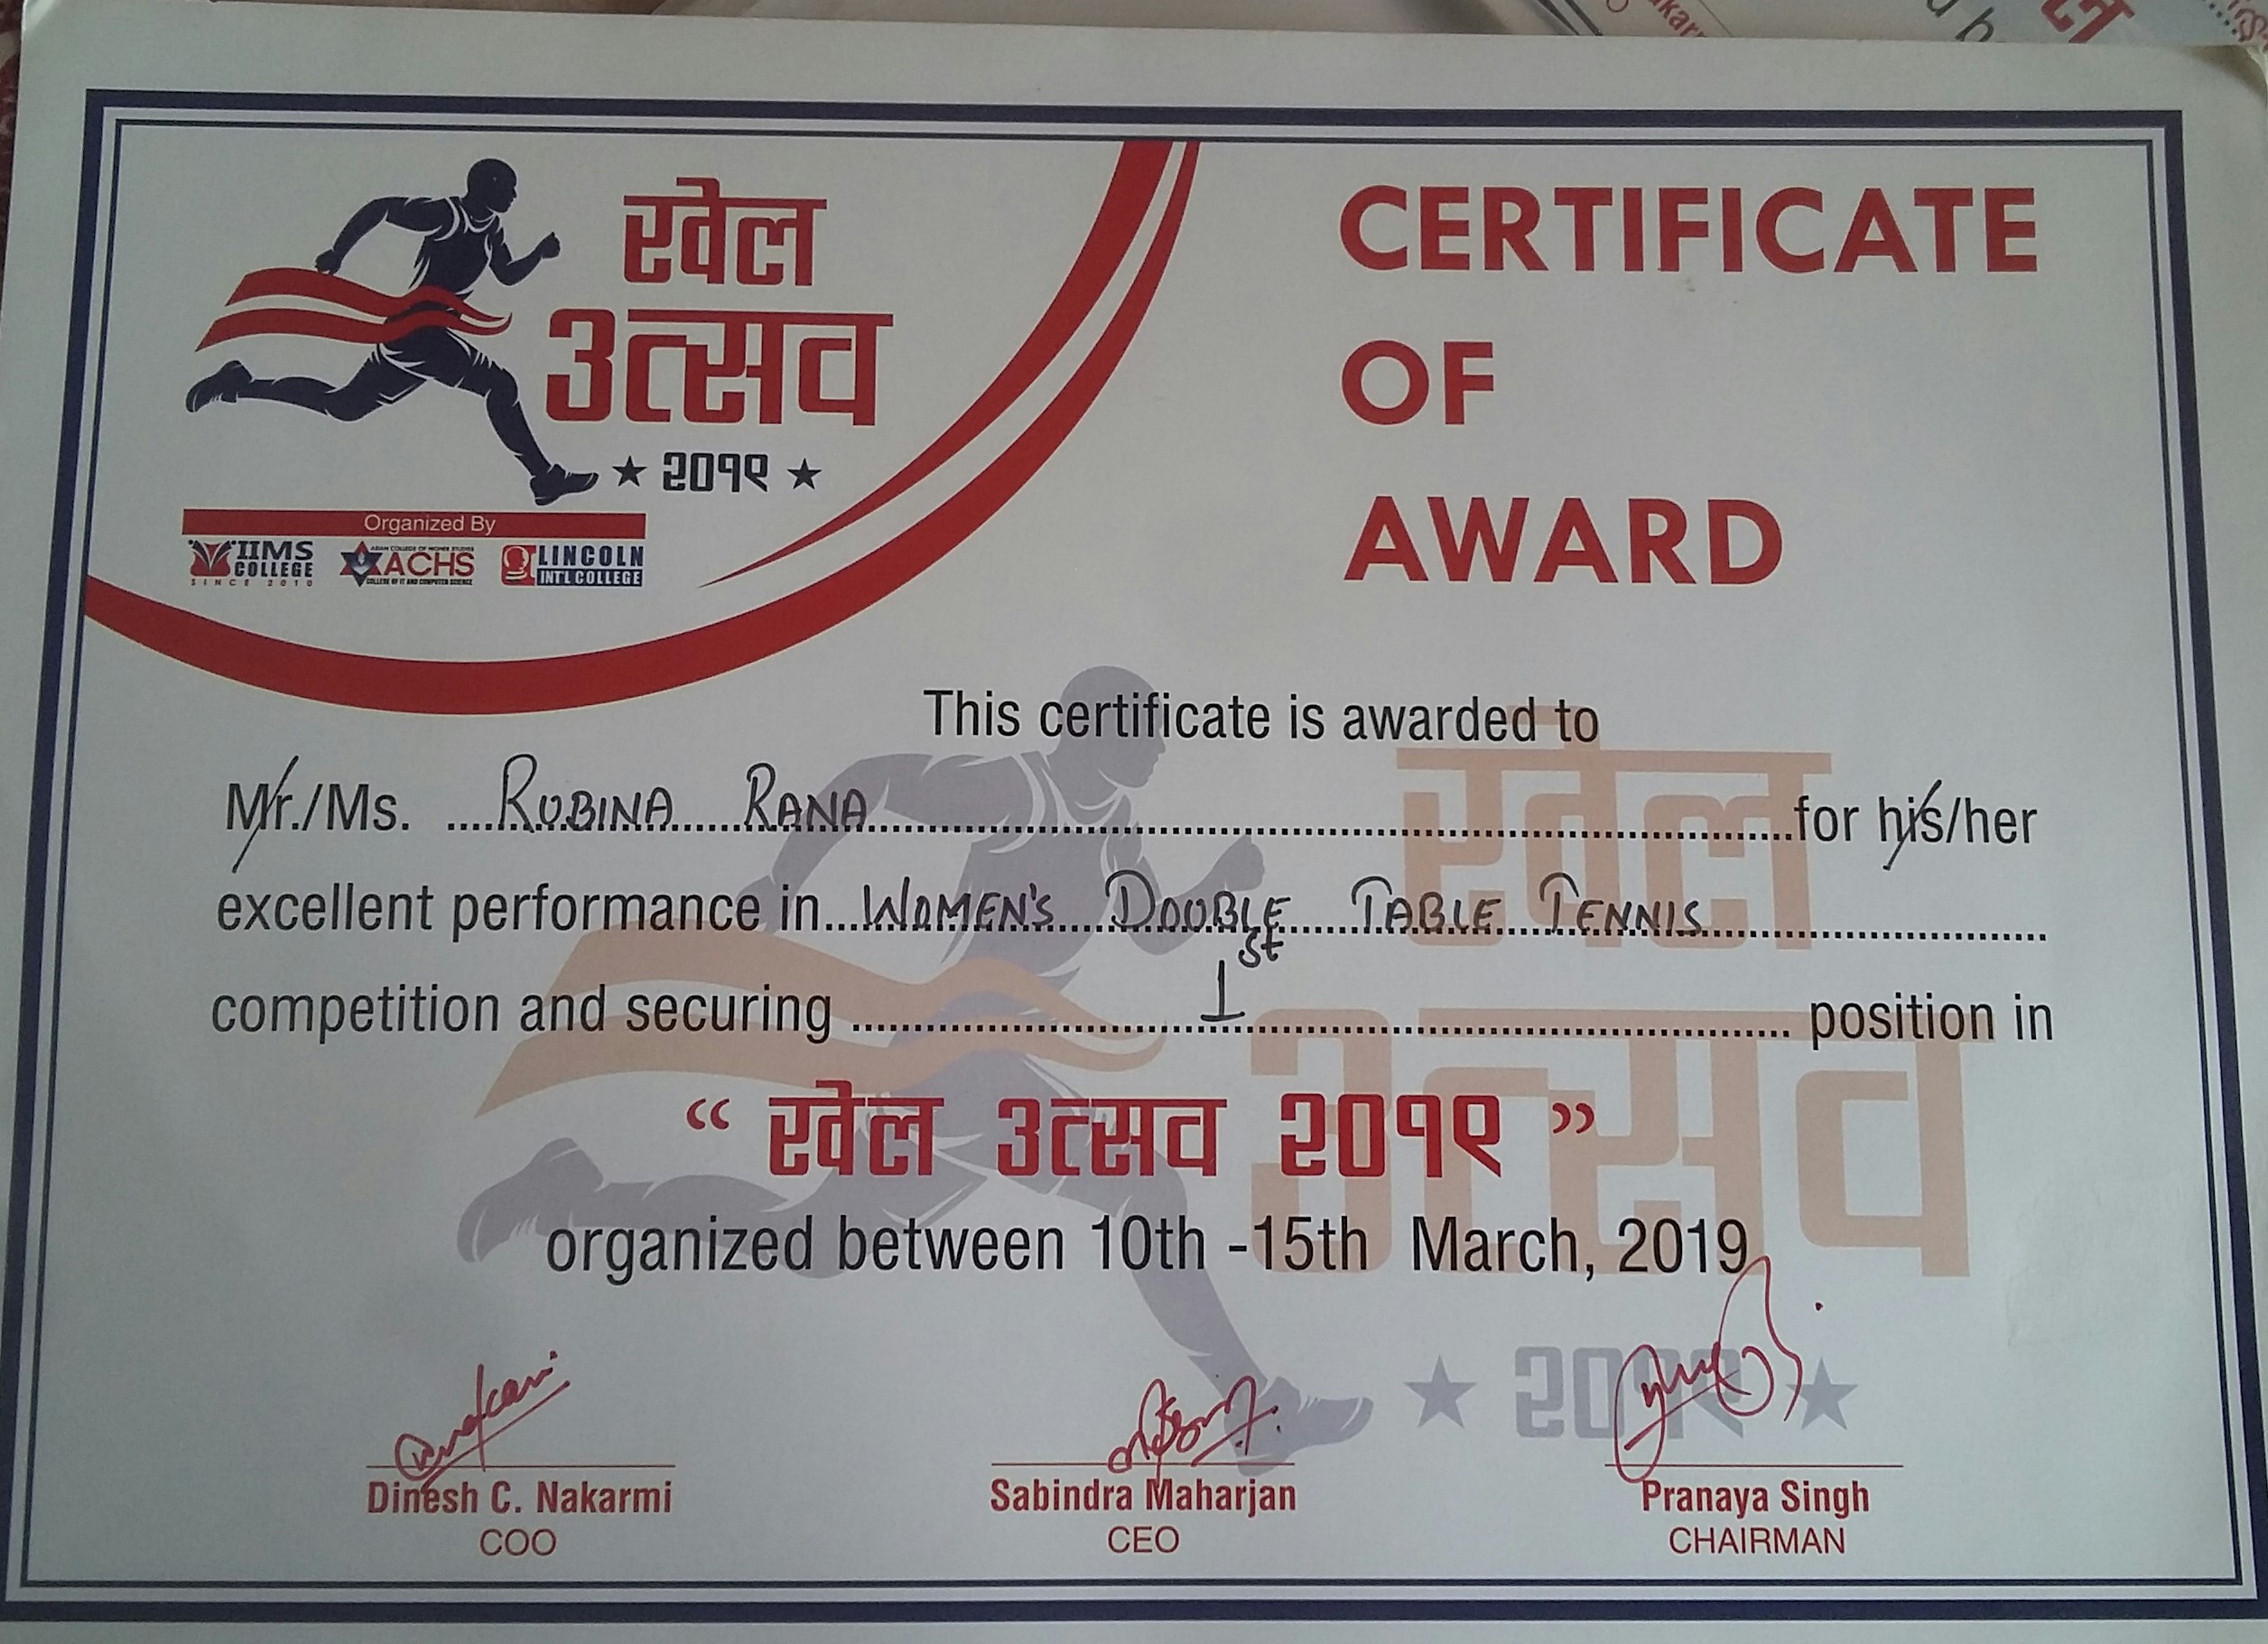 खेल
उत्सव
★ २०१९ ★
Organized By
IIMS COLLEGE SINCE 2010
ASIAN COLLEGE OF HIGHER STUDIES ACHS COLLEGE OF IT AND COMPUTER SCIENCE
LINCOLN INT'L COLLEGE
CERTIFICATE
OF
AWARD
This certificate is awarded to
Mr./Ms. ....RUBINA RANA....for his/her
excellent performance in...WOMEN'S DOUBLE TABLE TENNIS...
competition and securing ....1st.... position in
“ खेल उत्सव २०१९ ”
organized between 10th -15th March, 2019
खेल
उत्सव
★ २०१९ ★
Dinesh C. Nakarmi
COO
Sabindra Maharjan
CEO
Pranaya Singh
CHAIRMAN